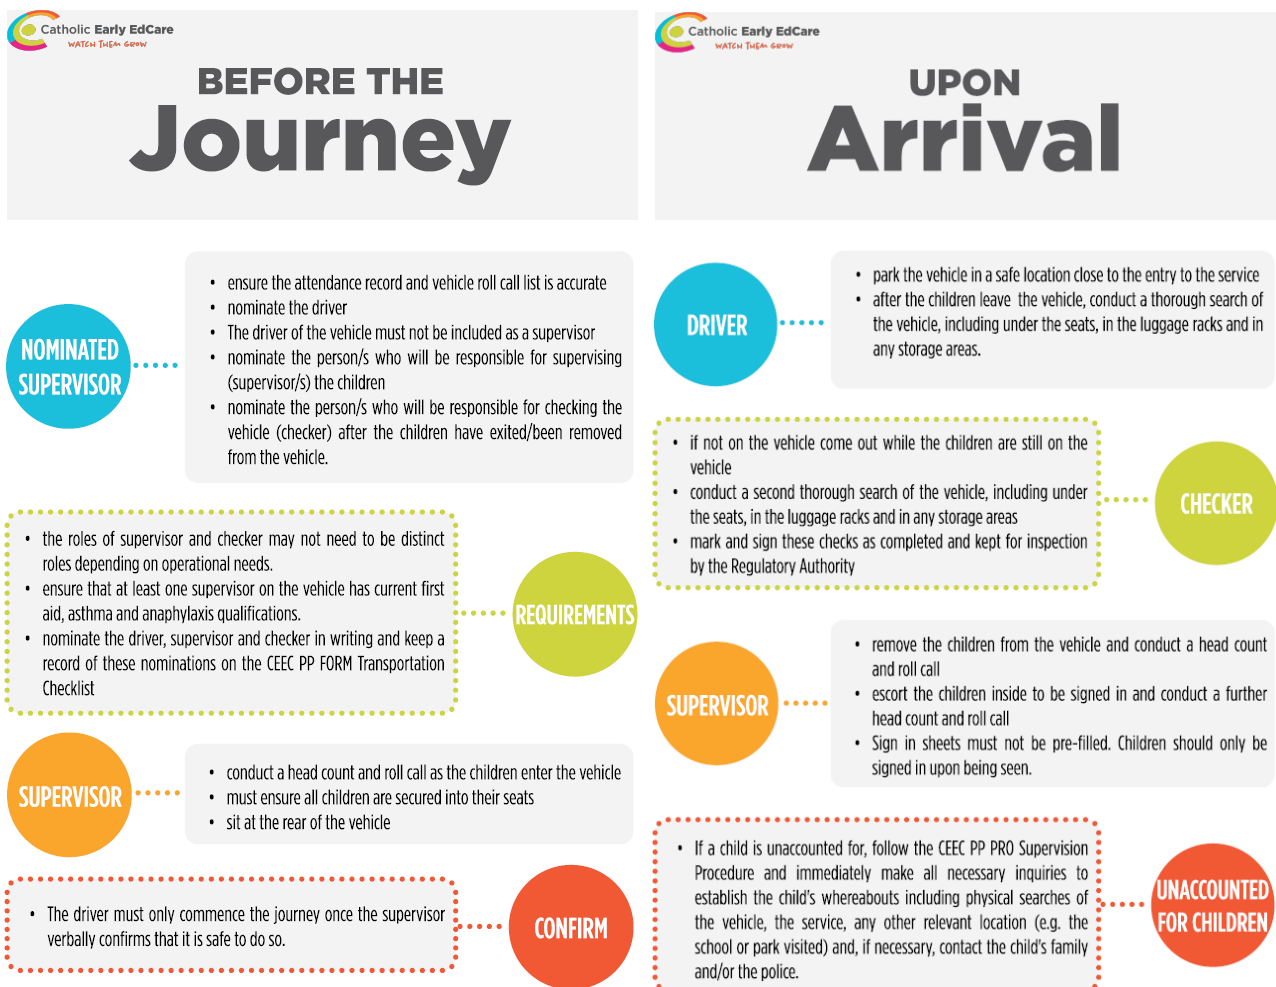 Catholic Early EdCare
WATCH THEM GROW
BEFORE THE
Journey
NOMINATED
SUPERVISOR
• ensure the attendance record and vehicle roll call list is accurate
• nominate the driver
• The driver of the vehicle must not be included as a supervisor
• nominate the person/s who will be responsible for supervising
(supervisor/s) the children
• nominate the person/s who will be responsible for checking the
vehicle (checker) after the children have exited/been removed
from the vehicle.
• the roles of supervisor and checker may not need to be distinct
roles depending on operational needs.
• ensure that at least one supervisor on the vehicle has current first
aid, asthma and anaphylaxis qualifications.
• nominate the driver, supervisor and checker in writing and keep a
record of these nominations on the CEEC PP FORM Transportation
Checklist
REQUIREMENTS
SUPERVISOR
• conduct a head count and roll call as the children enter the vehicle
• must ensure all children are secured into their seats
• sit at the rear of the vehicle
• The driver must only commence the journey once the supervisor
verbally confirms that it is safe to do so.
CONFIRM
Catholic Early EdCare
WATCH THEM GROW
UPON
Arrival
DRIVER
• park the vehicle in a safe location close to the entry to the service
• after the children leave the vehicle, conduct a thorough search of
the vehicle, including under the seats, in the luggage racks and in
any storage areas.
• if not on the vehicle come out while the children are still on the
vehicle
• conduct a second thorough search of the vehicle, including under
the seats, in the luggage racks and in any storage areas
• mark and sign these checks as completed and kept for inspection
by the Regulatory Authority
CHECKER
SUPERVISOR
• remove the children from the vehicle and conduct a head count
and roll call
• escort the children inside to be signed in and conduct a further
head count and roll call
• Sign in sheets must not be pre-filled. Children should only be
signed in upon being seen.
• If a child is unaccounted for, follow the CEEC PP PRO Supervision
Procedure and immediately make all necessary inquiries to
establish the child's whereabouts including physical searches of
the vehicle, the service, any other relevant location (e.g. the
school or park visited) and, if necessary, contact the child's family
and/or the police.
UNACCOUNTED
FOR CHILDREN